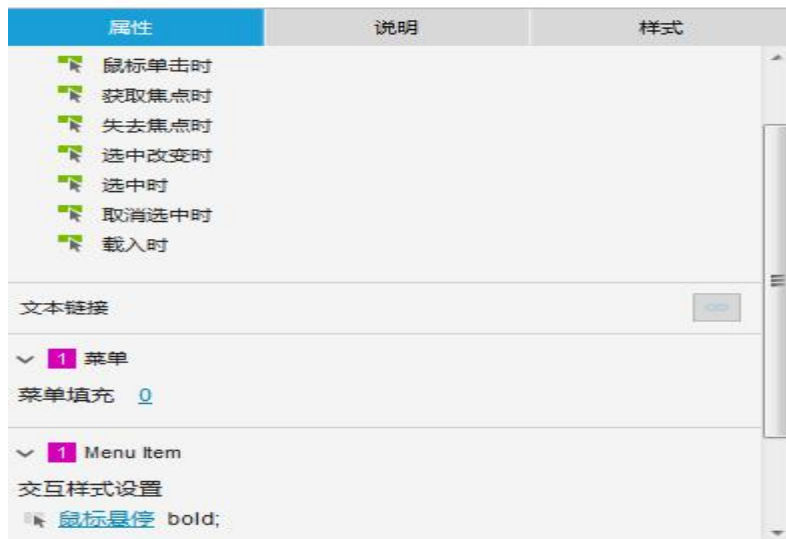 属性 说明 样式
鼠标单击时
获取焦点时
失去焦点时
选中改变时
选中时
取消选中时
载入时
文本链接
1 菜单
菜单填充 0
1 Menu Item
交互样式设置
鼠标悬停 bold;